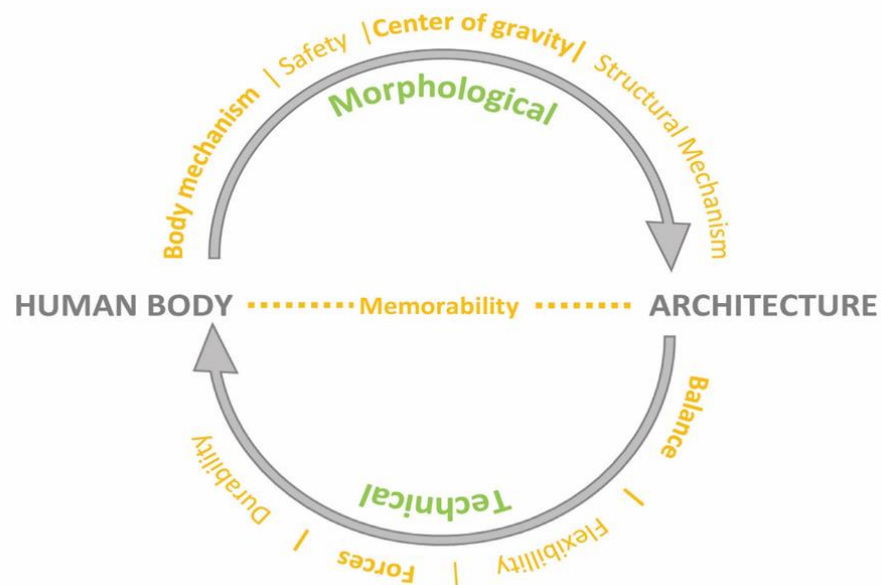 Body mechanism | Safety | Center of gravity | Structural Mechanism
Morphological
HUMAN BODY Memorability ARCHITECTURE
Technical
Balance | Flexibility | Forces | Durability